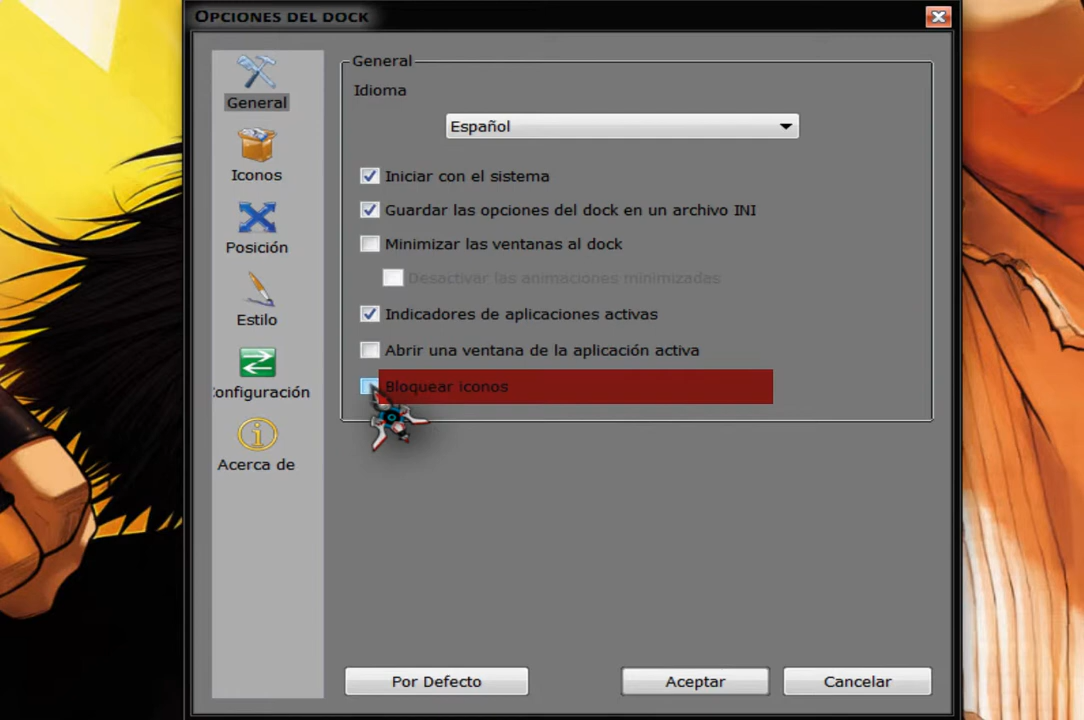 OPCIONES DEL DOCK
General
Iconos
Posición
Estilo
onfiguración
Acerca de
General
Idioma
Español
Iniciar con el sistema
Guardar las opciones del dock en un archivo INI
Minimizar las ventanas al dock
Desactivar las animaciones minimizadas
Indicadores de aplicaciones activas
Abrir una ventana de la aplicación activa
Bloquear iconos
Por Defecto
Aceptar
Cancelar